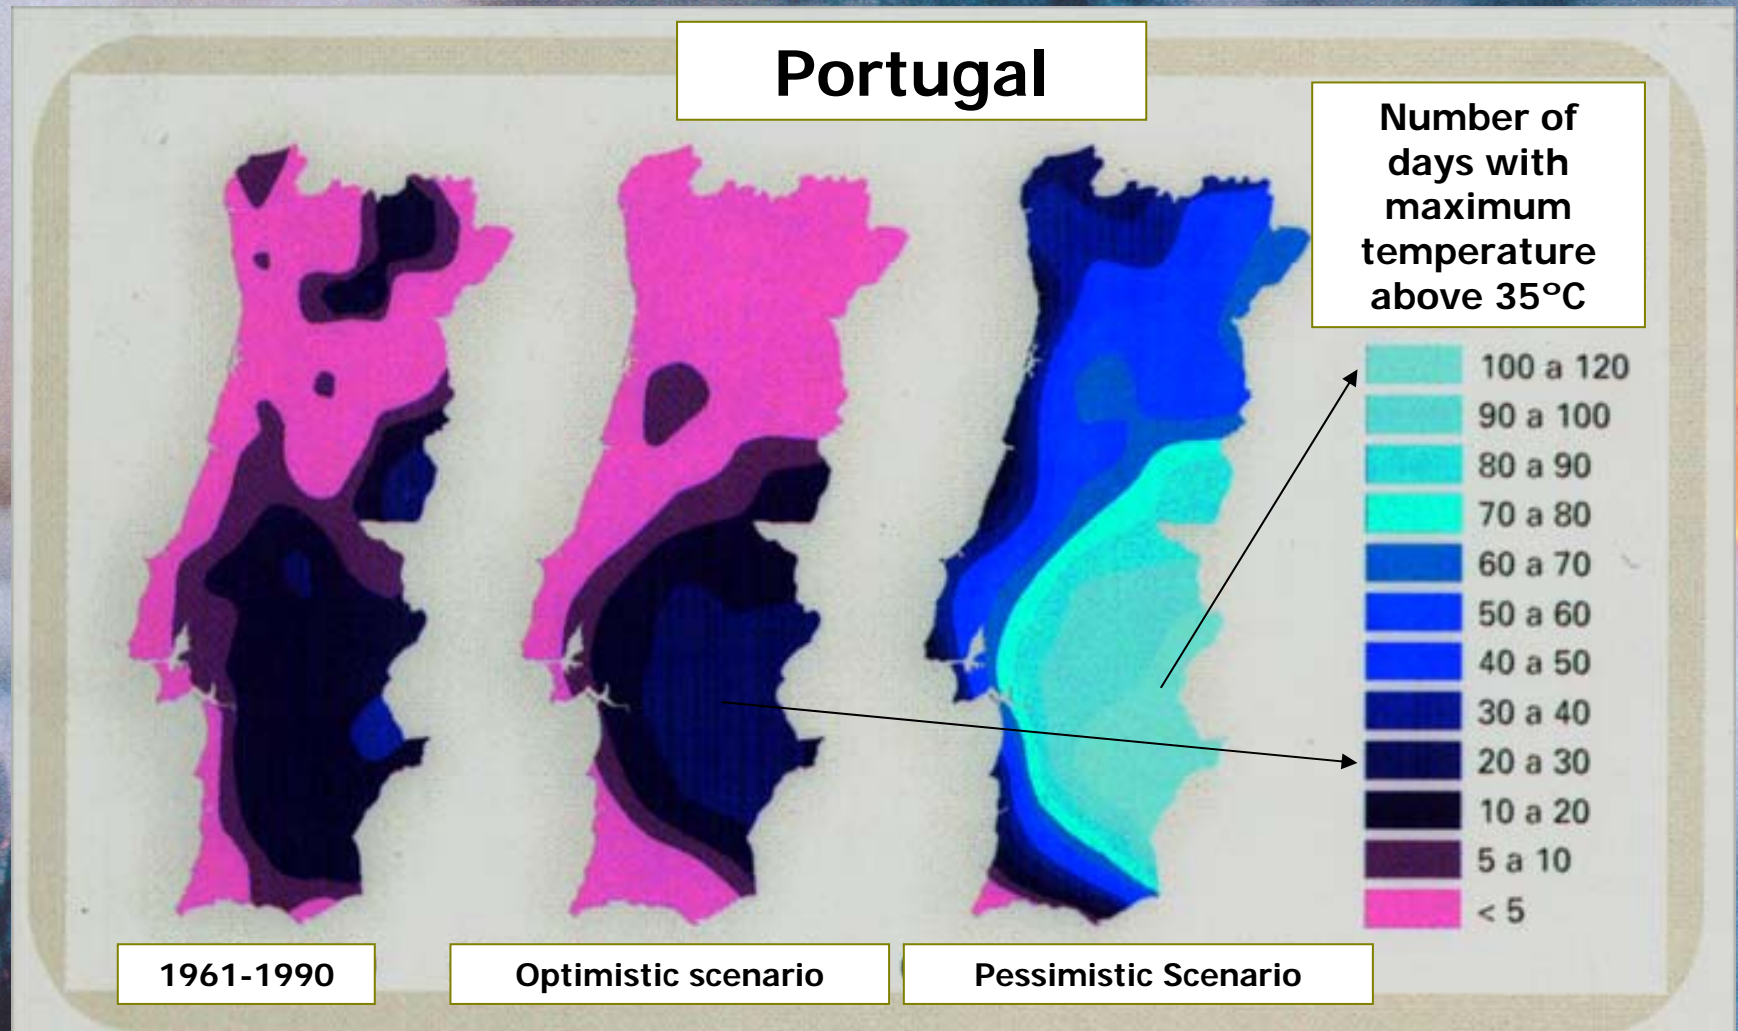 Portugal
Number of
days with
maximum
temperature
above 35°C
100 a 120
90 a 100
80 a 90
70 a 80
60 a 70
50 a 60
40 a 50
30 a 40
20 a 30
10 a 20
5 a 10
< 5
1961-1990
Optimistic scenario
Pessimistic Scenario